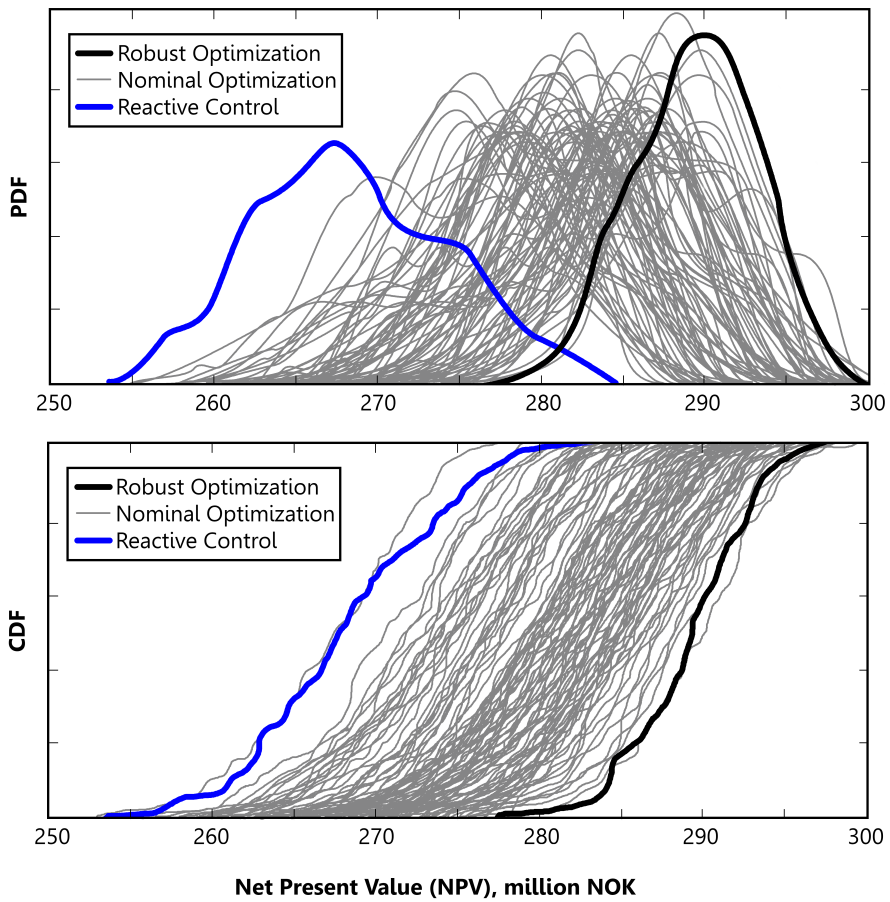 Robust Optimization
Nominal Optimization
Reactive Control
PDF
250 260 270 280 290 300
Robust Optimization
Nominal Optimization
Reactive Control
CDF
250 260 270 280 290 300
Net Present Value (NPV), million NOK